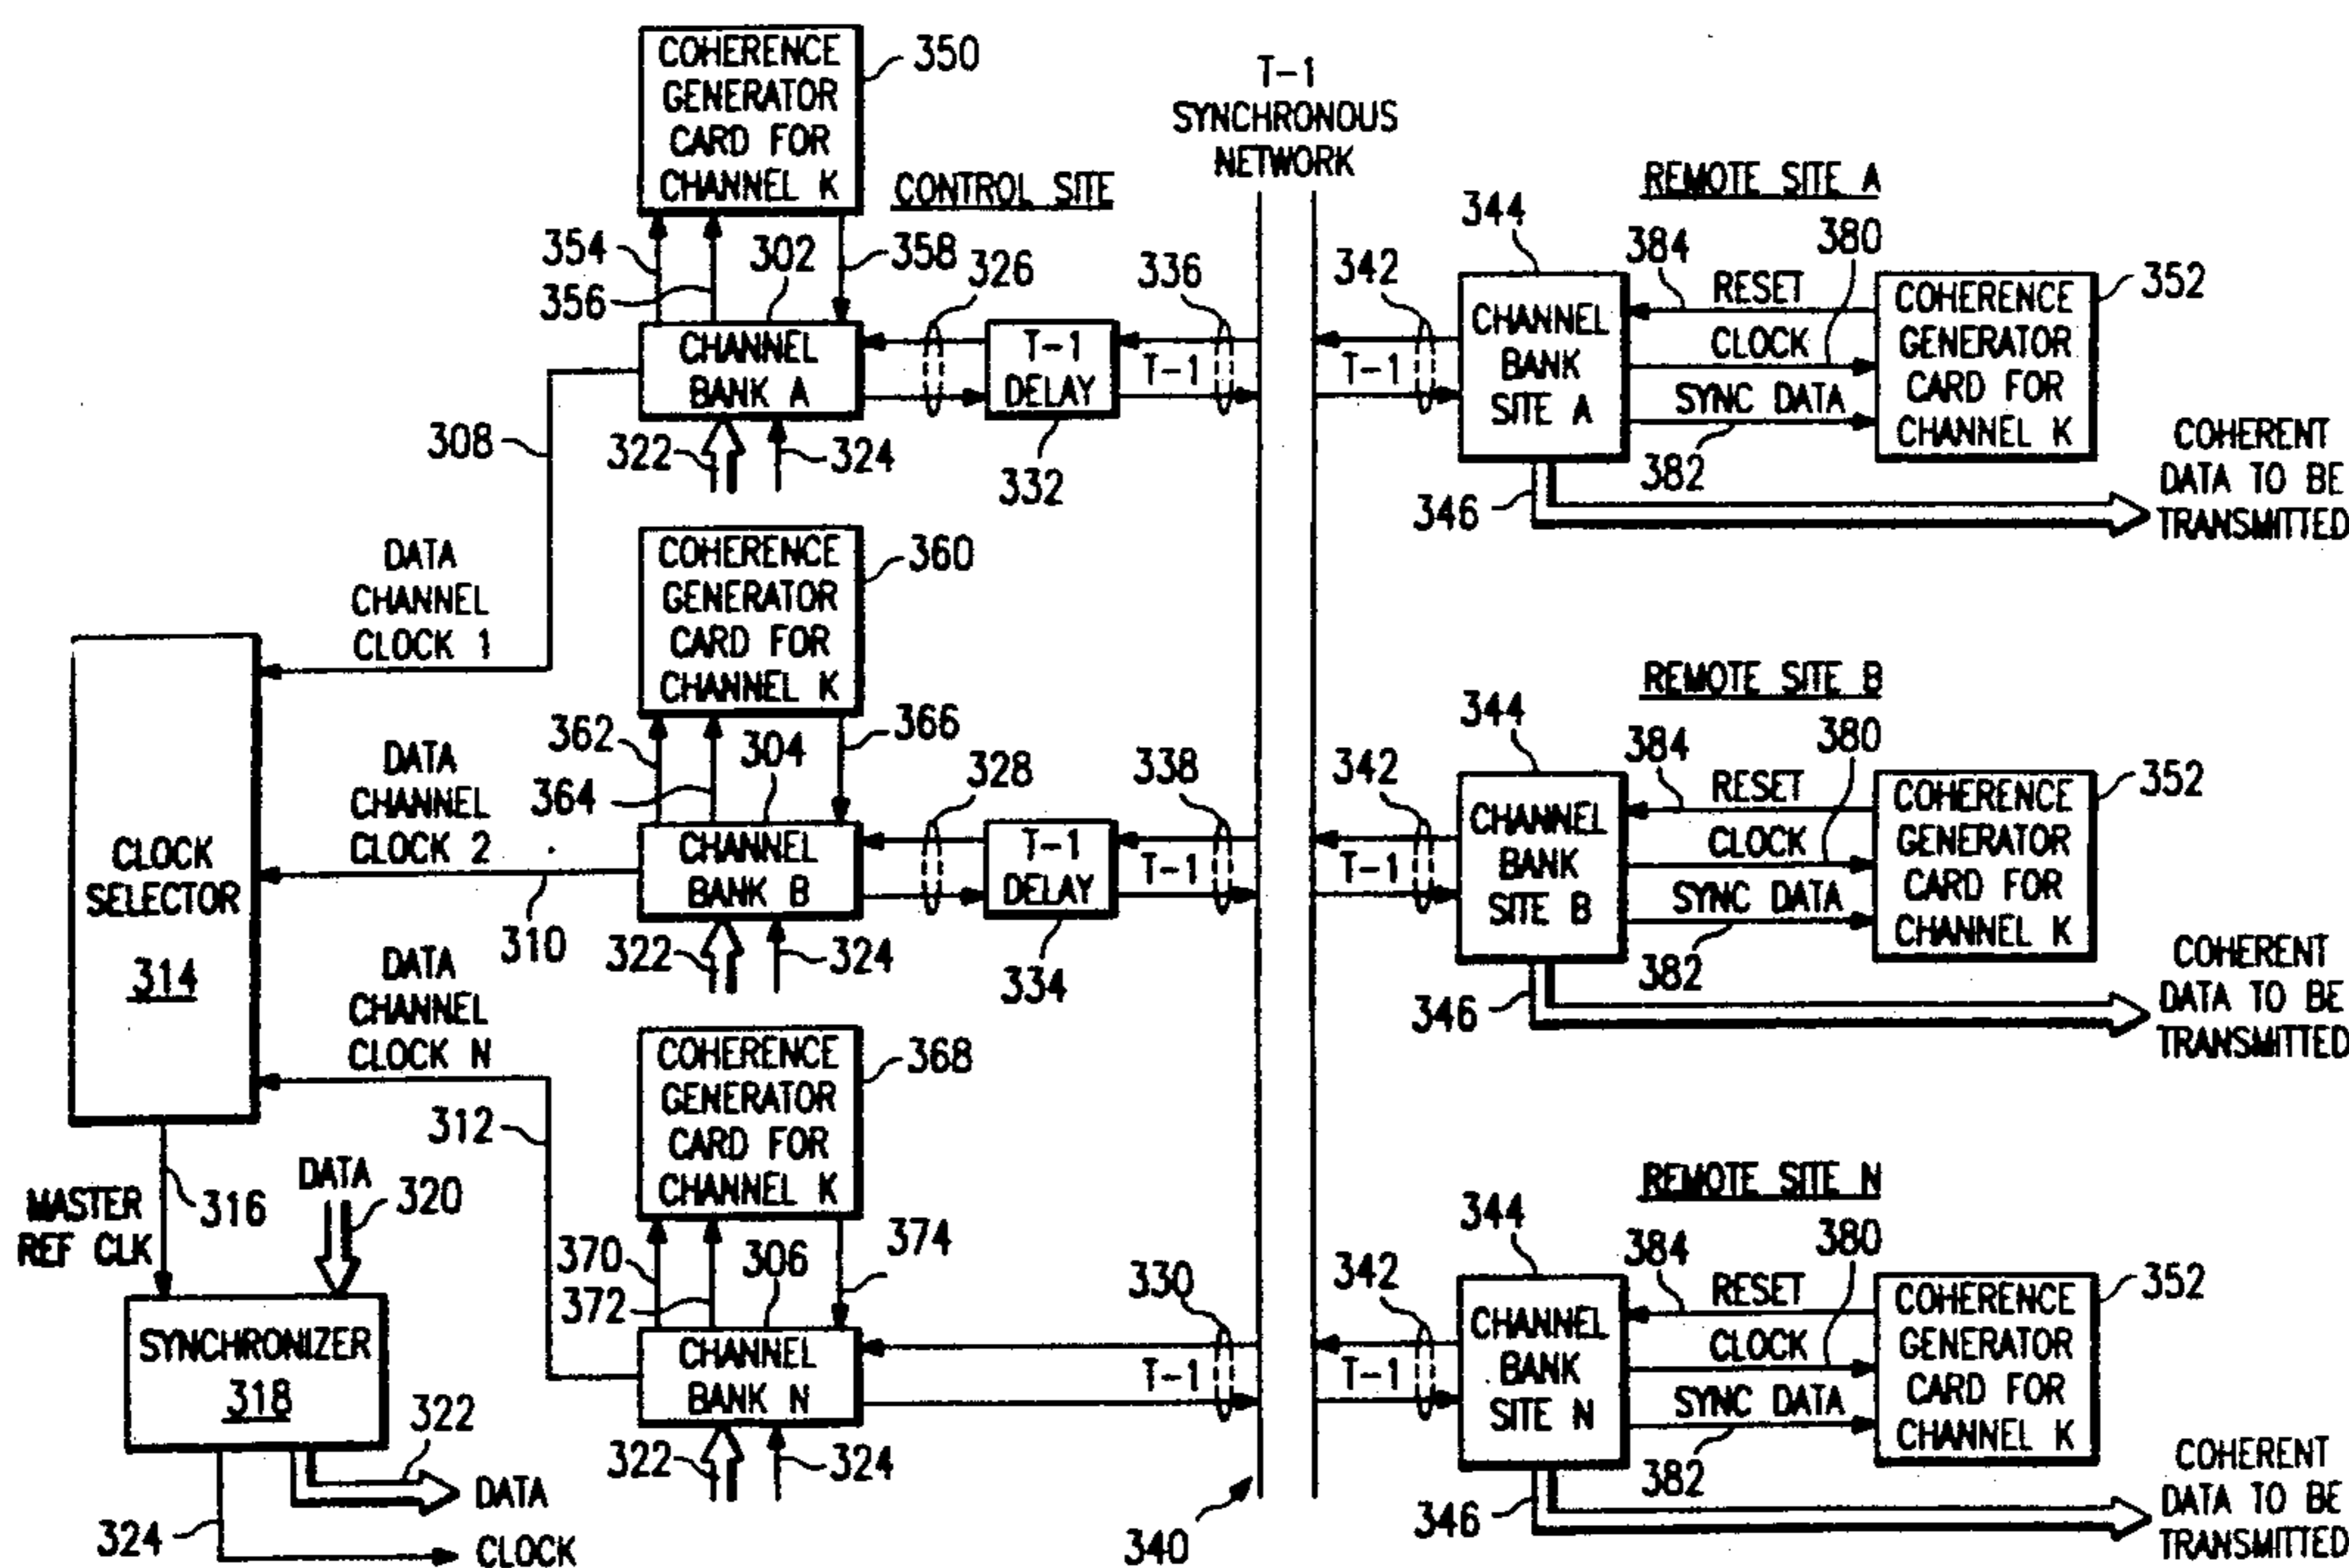 COHERENCE
GENERATOR
CARD FOR
CHANNEL K
350
CONTROL SITE
T-1
SYNCHRONOUS
NETWORK
REMOTE SITE A
354
356
302
358
326
336
342
344
384
380
352
CHANNEL
BANK A
T-1
DELAY
T-1
T-1
CHANNEL
BANK
SITE A
RESET
CLOCK
SYNC DATA
COHERENCE
GENERATOR
CARD FOR
CHANNEL K
308
322
324
332
382
346
COHERENT
DATA TO BE
TRANSMITTED
DATA
CHANNEL
CLOCK 1
COHERENCE
GENERATOR
CARD FOR
CHANNEL K
360
REMOTE SITE B
CLOCK
SELECTOR
314
DATA
CHANNEL
CLOCK 2
310
362
364
304
366
328
338
342
344
384
380
352
CHANNEL
BANK B
T-1
DELAY
T-1
T-1
CHANNEL
BANK
SITE B
RESET
CLOCK
SYNC DATA
COHERENCE
GENERATOR
CARD FOR
CHANNEL K
322
324
334
382
346
COHERENT
DATA TO BE
TRANSMITTED
DATA
CHANNEL
CLOCK N
312
COHERENCE
GENERATOR
CARD FOR
CHANNEL K
368
REMOTE SITE N
MASTER
REF CLK
316
DATA
320
370
372
306
374
330
342
344
384
380
352
CHANNEL
BANK N
T-1
T-1
CHANNEL
BANK
SITE N
RESET
CLOCK
SYNC DATA
COHERENCE
GENERATOR
CARD FOR
CHANNEL K
SYNCHRONIZER
318
322
DATA
324
CLOCK
322
324
340
382
346
COHERENT
DATA TO BE
TRANSMITTED